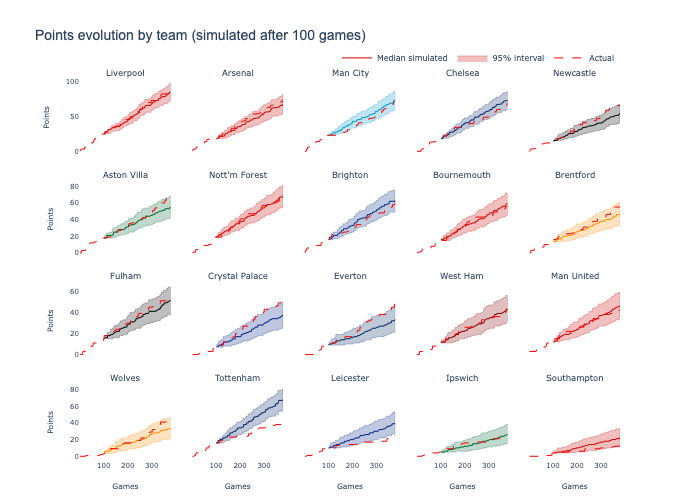 Points evolution by team (simulated after 100 games)
Median simulated 95% interval Actual
Liverpool Arsenal Man City Chelsea Newcastle
100
50
0
Points
Aston Villa Nott'm Forest Brighton Bournemouth Brentford
80
60
40
20
0
Points
Fulham Crystal Palace Everton West Ham Man United
60
40
20
0
Points
Wolves Tottenham Leicester Ipswich Southampton
80
60
40
20
0
Points
100 200 300 100 200 300 100 200 300 100 200 300 100 200 300
Games Games Games Games Games